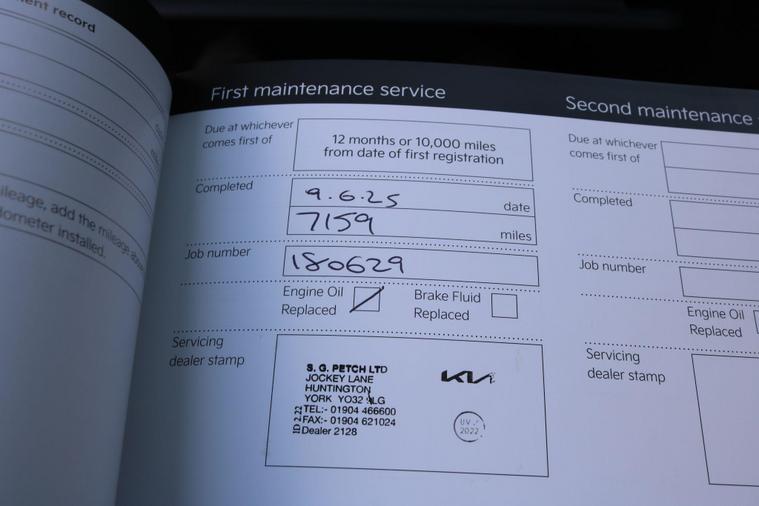 ent record
ileage, add the mileage
ometer installed.
First maintenance service
Due at whichever
comes first of
12 months or 10,000 miles
from date of first registration
Completed
9.6.25 date
7159 miles
Job number
180629
Engine Oil
Replaced
Brake Fluid
Replaced
Servicing
dealer stamp
S. G. PETCH LTD
JOCKEY LANE
HUNTINGTON
YORK YO32
TEL:- 01904 466600
FAX:- 01904 621024
Dealer 2128
KIA
UV
2022
Second maintenance
Due at whichever
comes first of
Completed
Job number
Engine Oil
Replaced
Servicing
dealer stamp